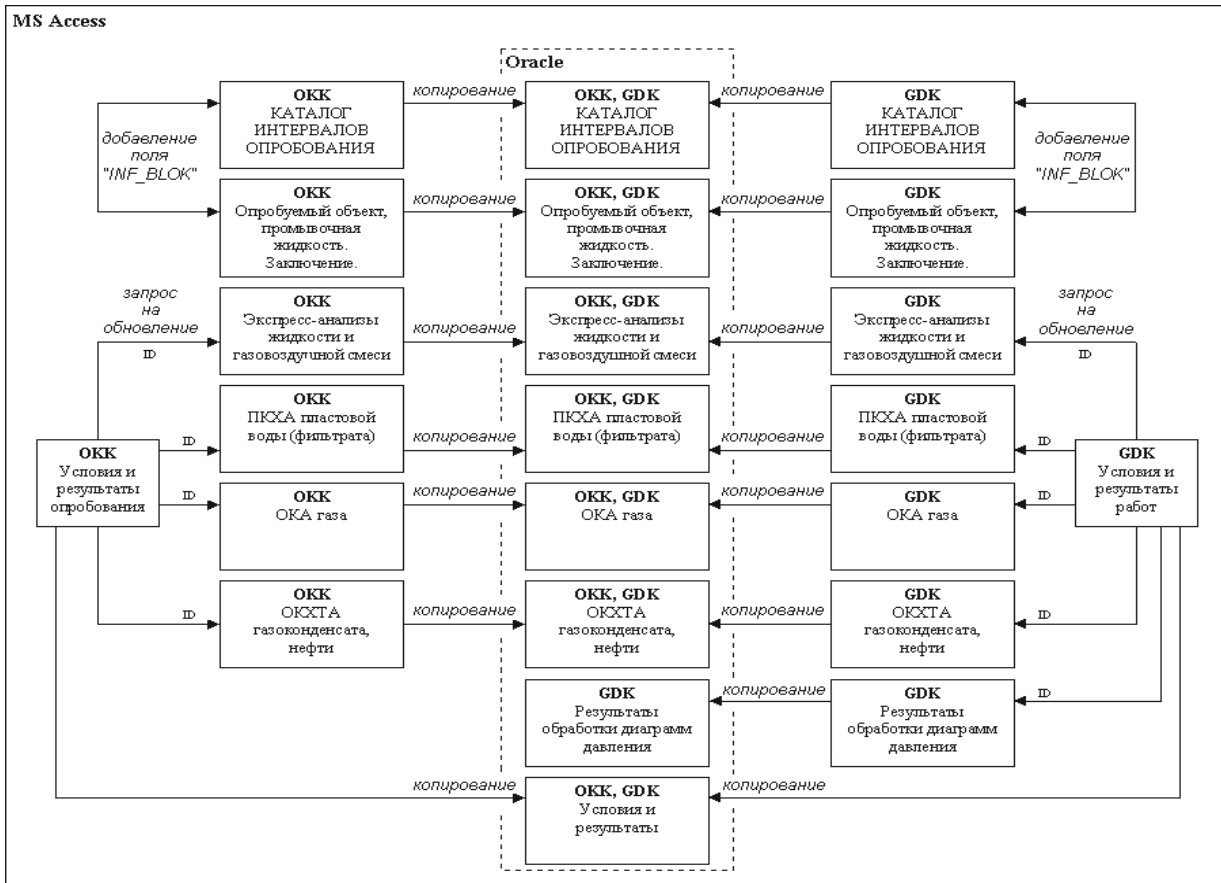 MS Access
Oracle
OKK
КАТАЛОГ
ИНТЕРВАЛОВ
ОПРОБОВАНИЯ
копирование
OKK, GDK
КАТАЛОГ
ИНТЕРВАЛОВ
ОПРОБОВАНИЯ
копирование
GDK
КАТАЛОГ
ИНТЕРВАЛОВ
ОПРОБОВАНИЯ
добавление
поля
"INF_BLOK"
добавление
поля
"INF_BLOK"
OKK
Опробуемый объект,
промывочная
жидкость.
Заключение.
копирование
OKK, GDK
Опробуемый объект,
промывочная
жидкость.
Заключение.
копирование
GDK
Опробуемый объект,
промывочная
жидкость.
Заключение.
запрос
на
обновление
ID
OKK
Экспресс-анализы
жидкости и
газовоздушной смеси
копирование
OKK, GDK
Экспресс-анализы
жидкости и
газовоздушной смеси
копирование
GDK
Экспресс-анализы
жидкости и
газовоздушной смеси
запрос
на
обновление
ID
OKK
Условия и
результаты
опробования
ID
OKK
ПКХА пластовой
воды (фильтрата)
копирование
OKK, GDK
ПКХА пластовой
воды (фильтрата)
копирование
GDK
ПКХА пластовой
воды (фильтрата)
ID
GDK
Условия и
результаты
работ
ID
OKK
ОКА газа
копирование
OKK, GDK
ОКА газа
копирование
GDK
ОКА газа
ID
ID
OKK
ОКХТА
газоконденсата,
нефти
копирование
OKK, GDK
ОКХТА
газоконденсата,
нефти
копирование
GDK
ОКХТА
газоконденсата,
нефти
ID
GDK
Результаты
обработки диаграмм
давления
копирование
GDK
Результаты
обработки диаграмм
давления
ID
копирование
OKK, GDK
Условия и
результаты
копирование